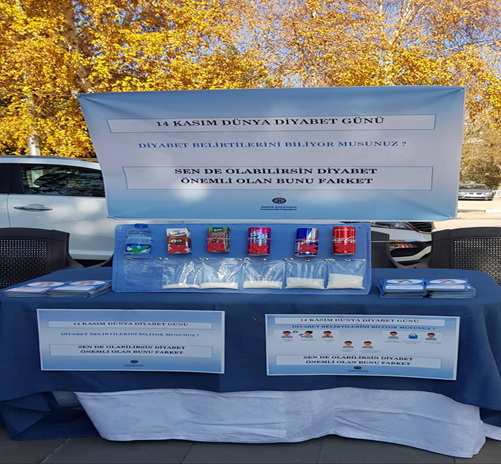 14 KASIM DÜNYA DİYABET GÜNÜ
DİYABET BELİRTİLERİNİ BİLİYOR MUSUNUZ ?
SEN DE OLABİLİRSİN DİYABET
ÖNEMLİ OLAN BUNU FARKET
14 KASIM DÜNYA DİYABET GÜNÜ
DİYABET BELİRTİLERİNİ BİLİYOR MUSUNUZ ?
SEN DE OLABİLİRSİN DİYABET
ÖNEMLİ OLAN BUNU FARKET
14 KASIM DÜNYA DİYABET GÜNÜ
DİYABET BELİRTİLERİNİ BİLİYOR MUSUNUZ ?
SEN DE OLABİLİRSİN DİYABET
ÖNEMLİ OLAN BUNU FARKET